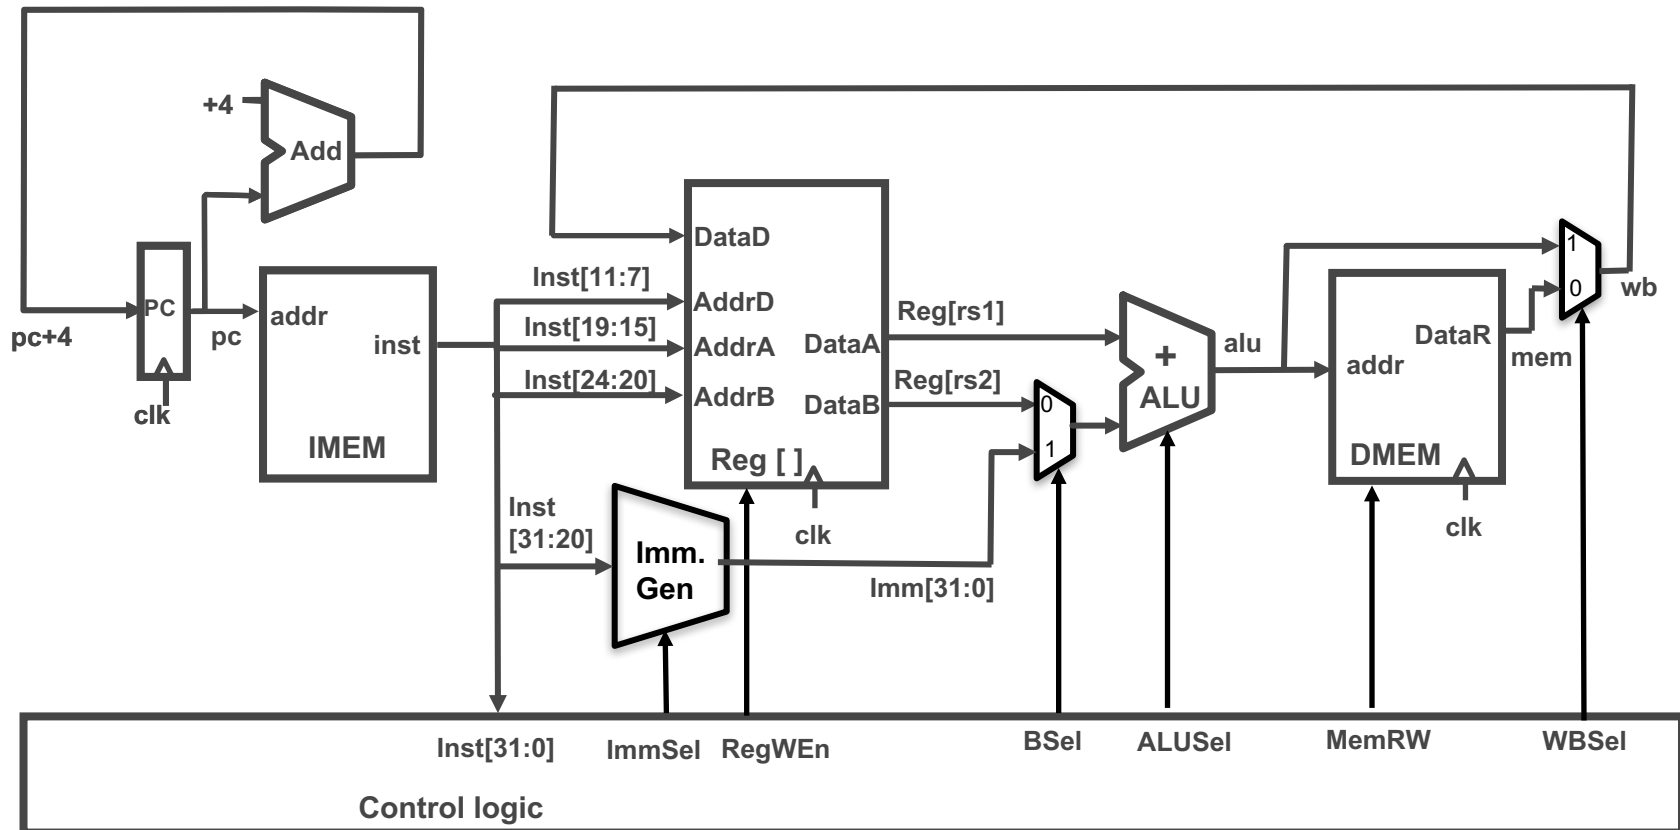 +4
Add
DataD
Inst[11:7]
AddrD
Inst[19:15]
AddrA
Inst[24:20]
AddrB
DataA
DataB
Reg [ ]
clk
PC
pc+4
pc
clk
addr
inst
IMEM
Reg[rs1]
Reg[rs2]
0
1
+
ALU
alu
addr
DataR
DMEM
clk
mem
1
0
wb
Inst
[31:20]
Imm.
Gen
Imm[31:0]
Inst[31:0]
ImmSel
RegWEn
BSel
ALUSel
MemRW
WBSel
Control logic